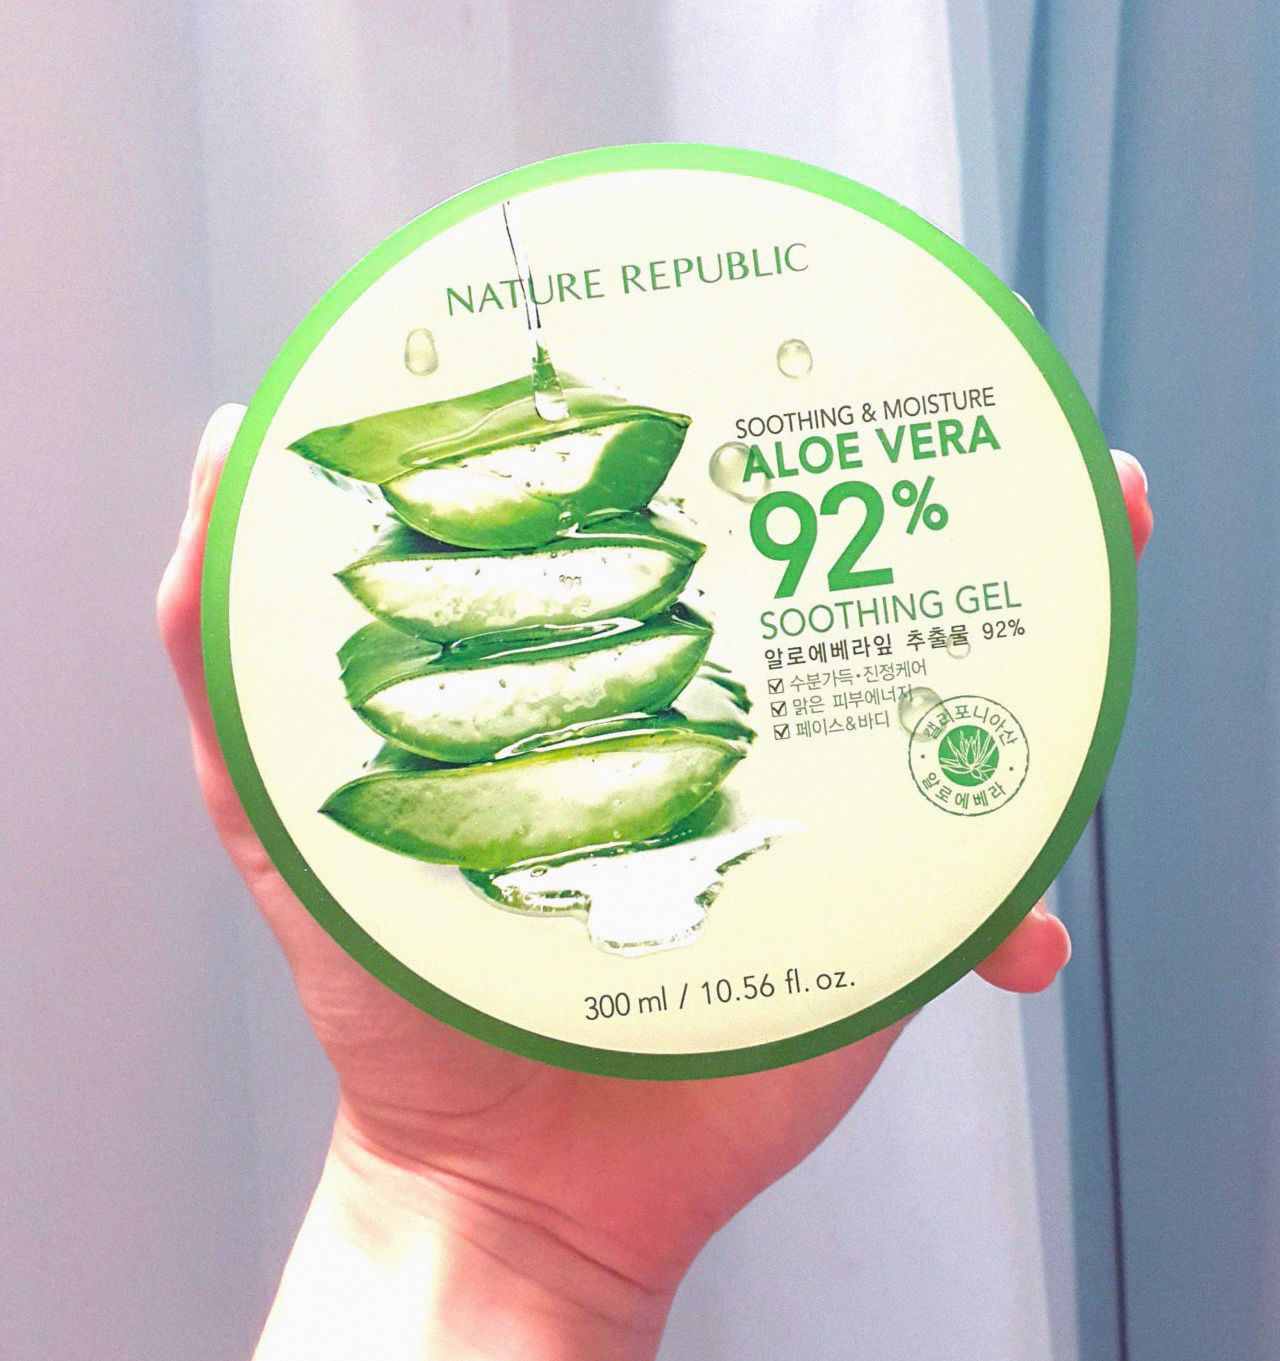 NATURE REPUBLIC
SOOTHING & MOISTURE
ALOE VERA
92%
SOOTHING GEL
알로에베라잎 추출물 92%
☑ 수분가득·진정케어
☑ 맑은 피부에너지
☑ 페이스&바디
캘리포니아산
알로에베라
300 ml / 10.56 fl. oz.